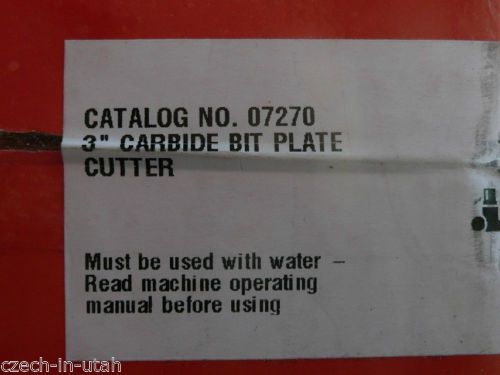 CATALOG NO. 07270
3" CARBIDE BIT PLATE
CUTTER
Must be used with water –
Read machine operating
manual before using
czech-in-utah